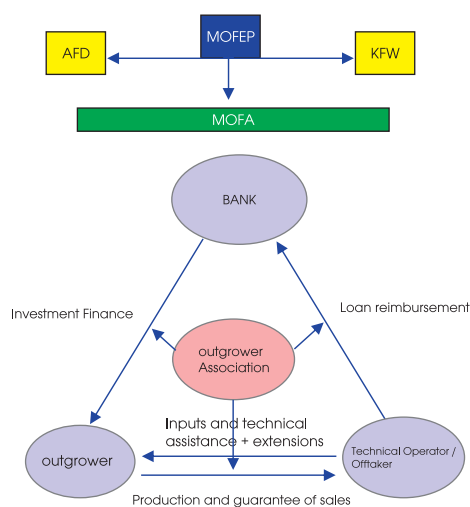 MOFEP
AFD
KFW
MOFA
BANK
Investment Finance
Loan reimbursement
outgrower
Association
Inputs and technical
assistance + extensions
outgrower
Technical Operator /
Offtaker
Production and guarantee of sales